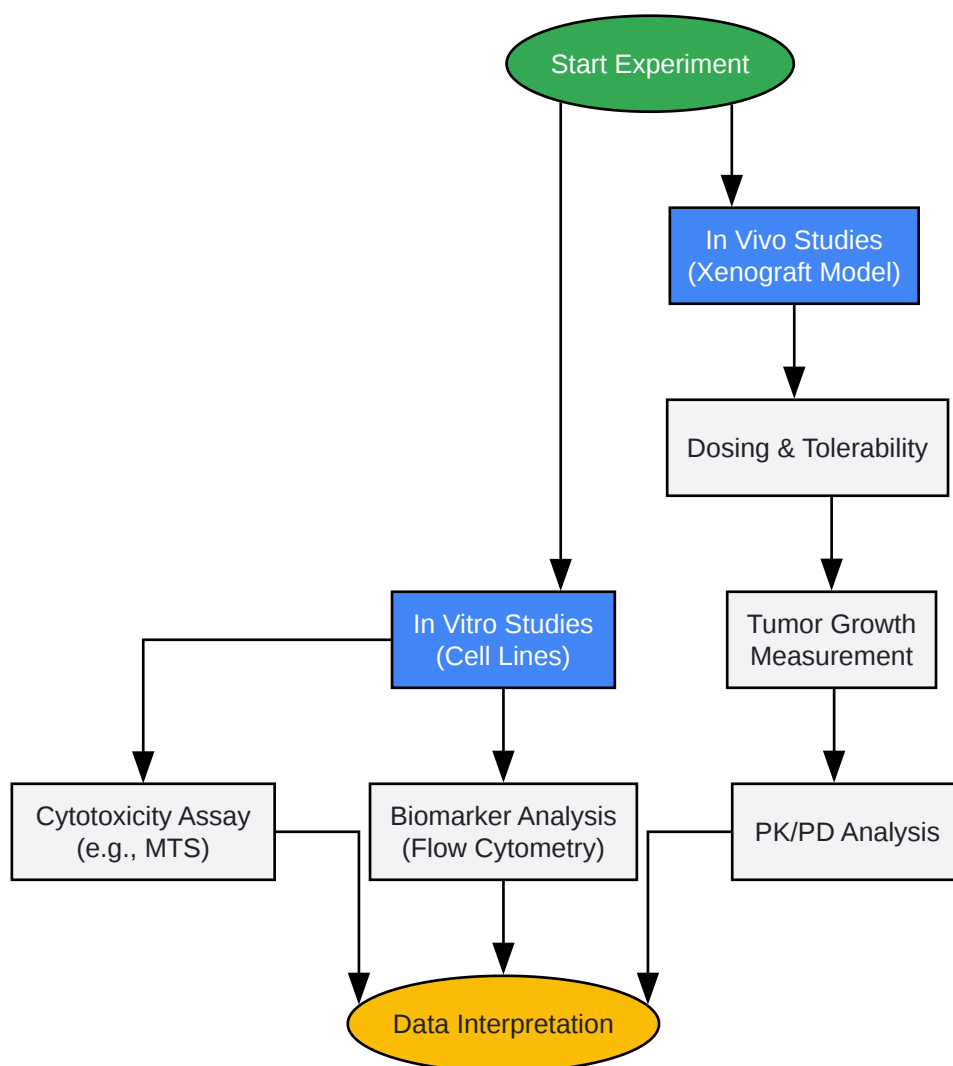 Start Experiment
In Vivo Studies
(Xenograft Model)
Dosing & Tolerability
In Vitro Studies
(Cell Lines)
Tumor Growth
Measurement
Cytotoxicity Assay
(e.g., MTS)
Biomarker Analysis
(Flow Cytometry)
PK/PD Analysis
Data Interpretation